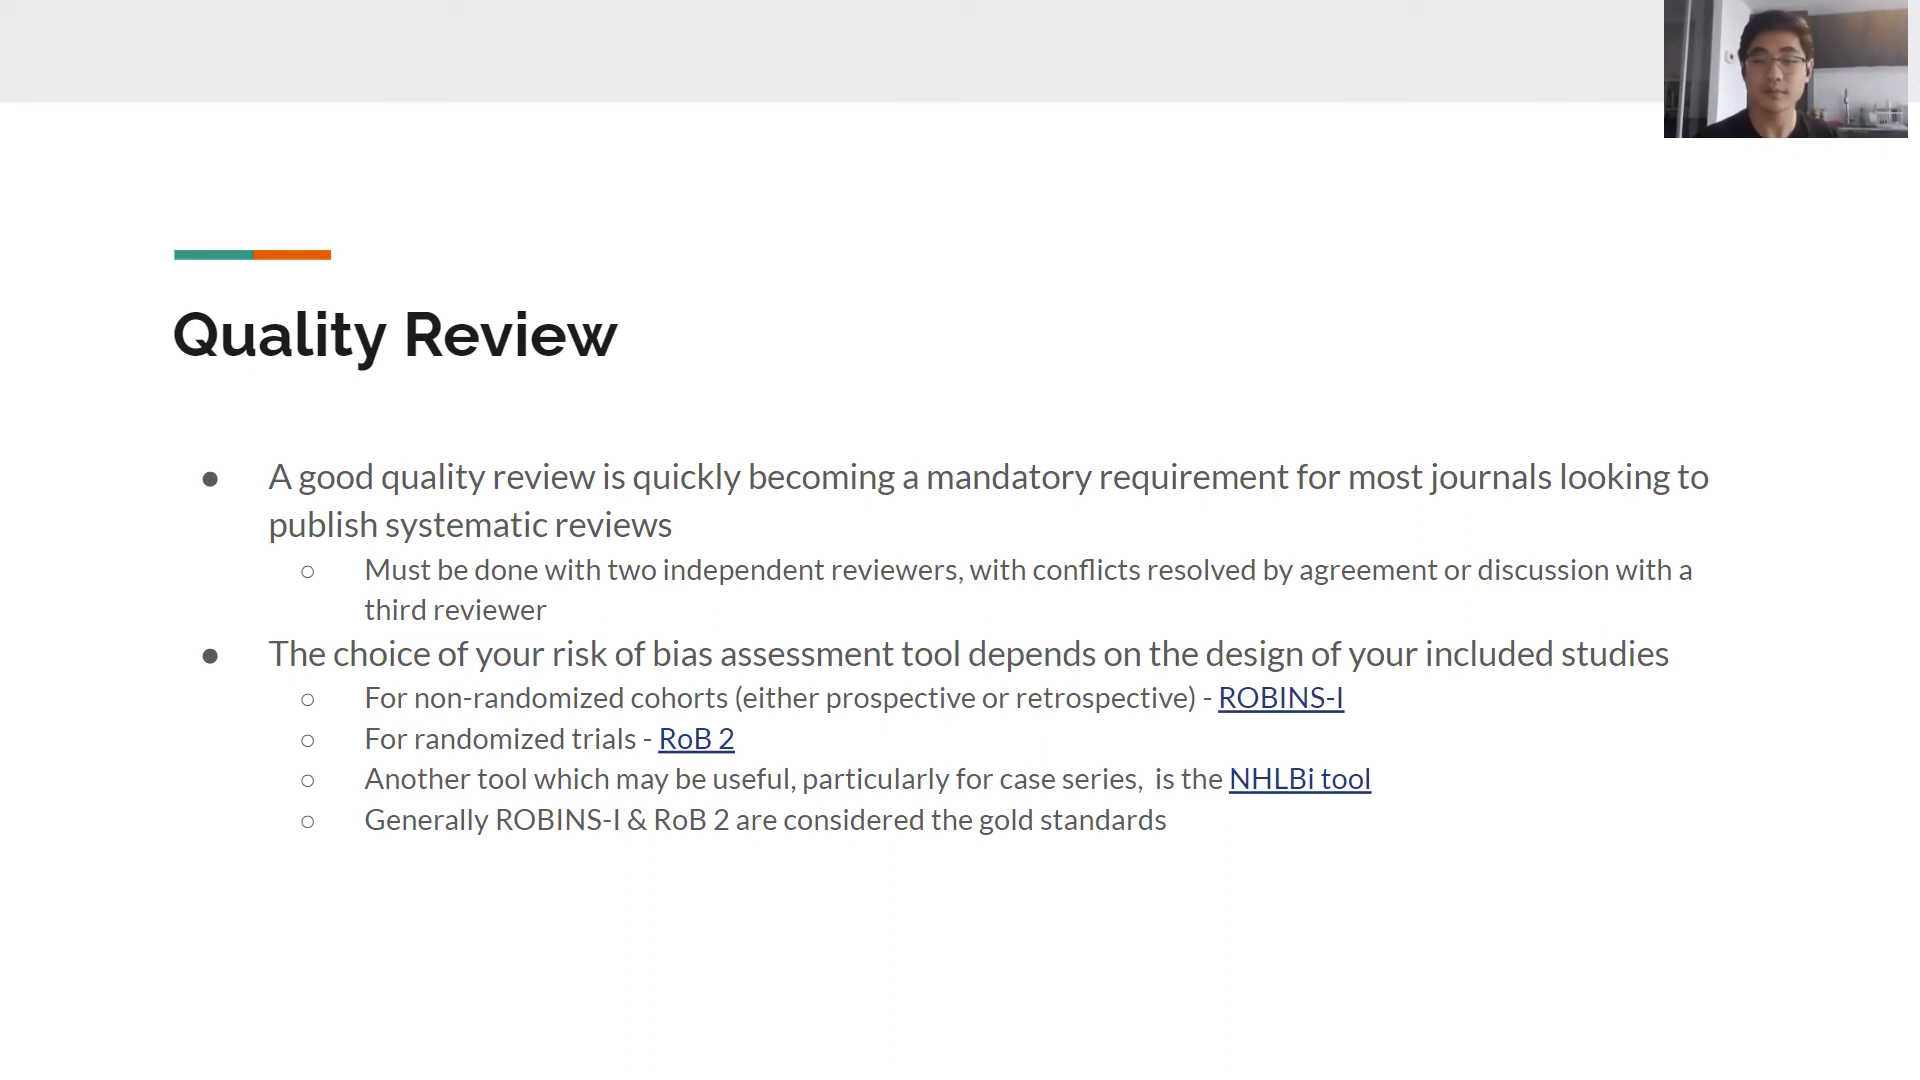 Quality Review
● A good quality review is quickly becoming a mandatory requirement for most journals looking to
publish systematic reviews
○ Must be done with two independent reviewers, with conflicts resolved by agreement or discussion with a
third reviewer
● The choice of your risk of bias assessment tool depends on the design of your included studies
○ For non-randomized cohorts (either prospective or retrospective) - ROBINS-I
○ For randomized trials - RoB 2
○ Another tool which may be useful, particularly for case series,  is the NHLBi tool
○ Generally ROBINS-I & RoB 2 are considered the gold standards